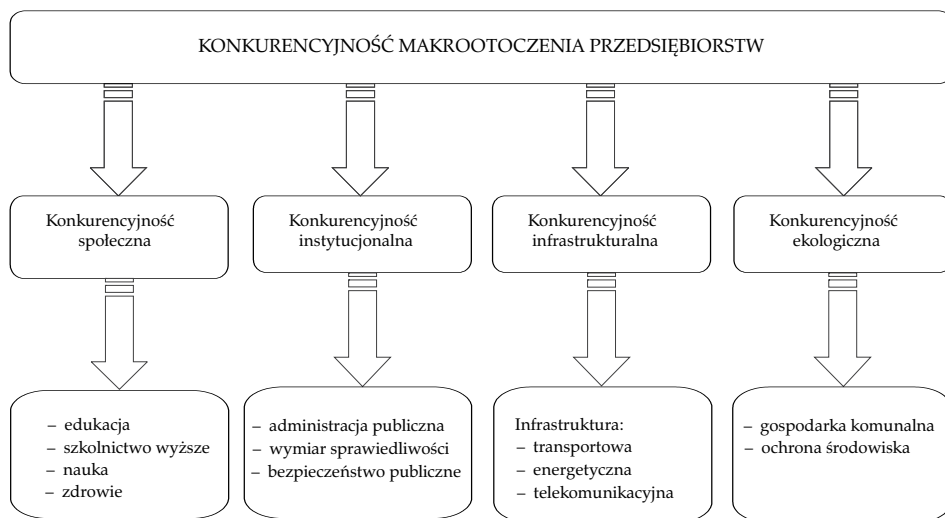 KONKURENCYJNOŚĆ MAKROOTOCZENIA PRZEDSIĘBIORSTW
Konkurencyjność
społeczna
Konkurencyjność
instytucjonalna
Konkurencyjność
infrastrukturalna
Konkurencyjność
ekologiczna
– edukacja
– szkolnictwo wyższe
– nauka
– zdrowie
– administracja publiczna
– wymiar sprawiedliwości
– bezpieczeństwo publiczne
Infrastruktura:
– transportowa
– energetyczna
– telekomunikacyjna
– gospodarka komunalna
– ochrona środowiska